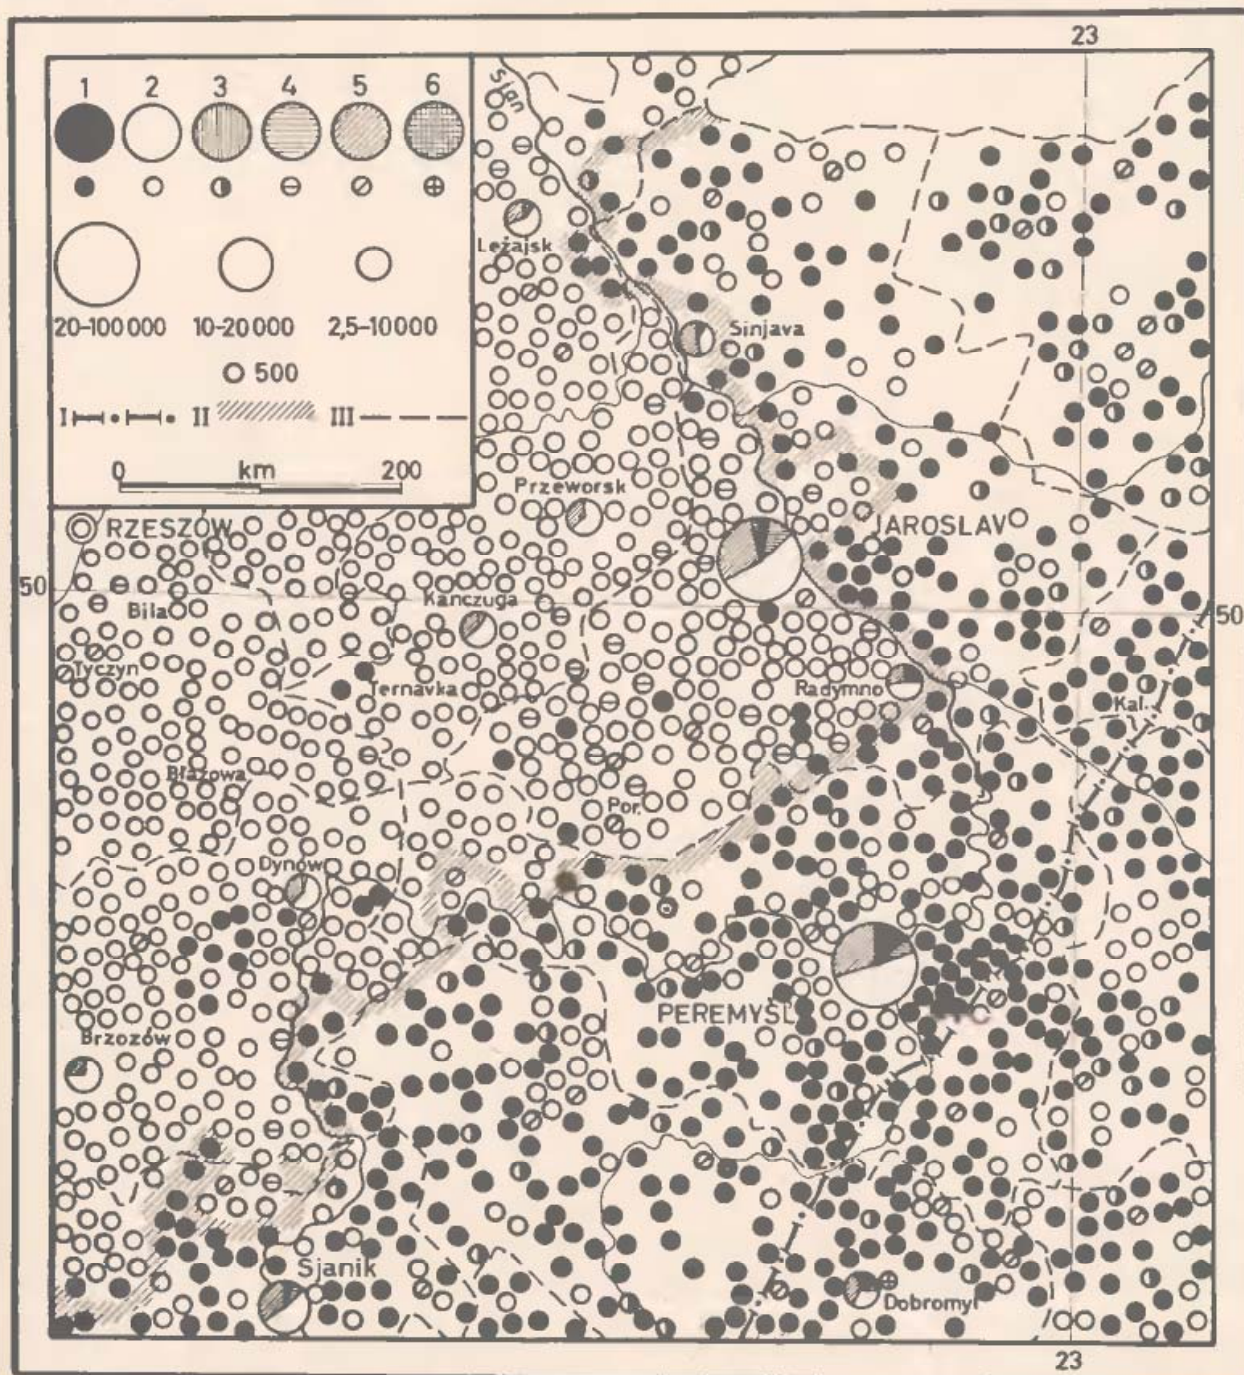 23
1 2 3 4 5 6
Sjan
Leżajsk
20-100 000 10-20 000 2,5-10 000
500
Sinjava
I II III
0 km 200
Przeworsk
RZESZÓW
JAROSLAV
50
Kańczuga
50
Bila
Tyczyn
Ternavka
Radymno
Kal.
Błażowa
Por.
Dynów
PEREMYŠL
Brzozów
Sjanik
Dobromyl
23